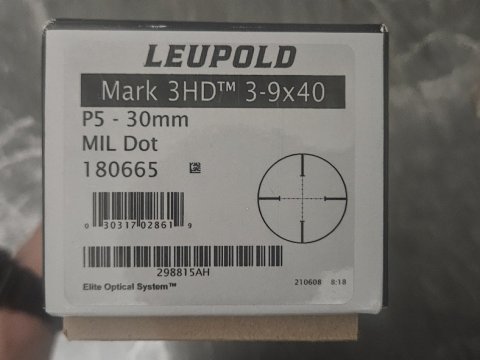 LEUPOLD
Mark 3HD™ 3-9x40
P5 - 30mm
MIL Dot
180665
0 30317 02861 9
298815AH
Elite Optical System™ 210608 8:18